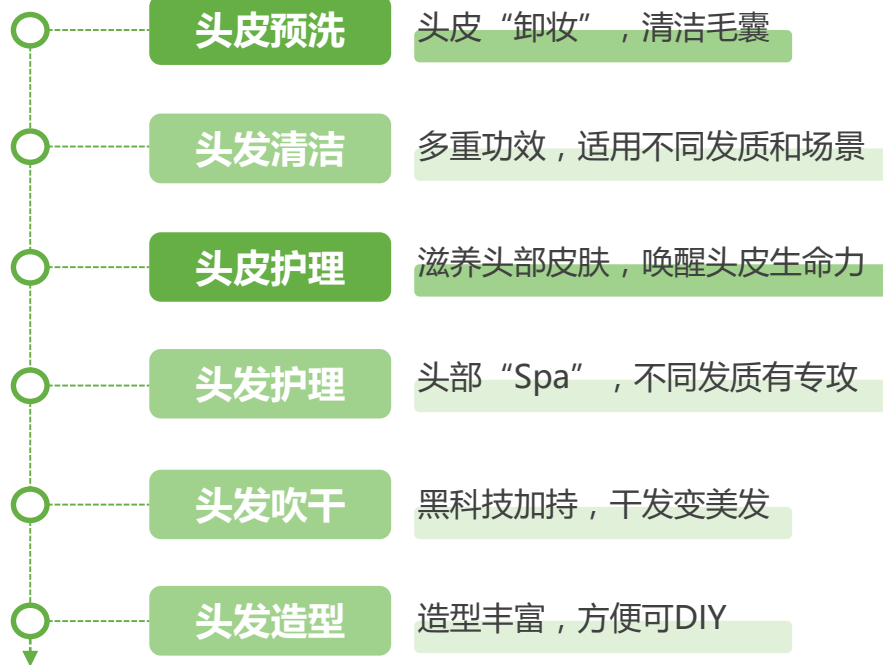 头皮预洗
头皮“卸妆”，清洁毛囊
头发清洁
多重功效，适用不同发质和场景
头皮护理
滋养头部皮肤，唤醒头皮生命力
头发护理
头部“Spa”，不同发质有专攻
头发吹干
黑科技加持，干发变美发
头发造型
造型丰富，方便可DIY